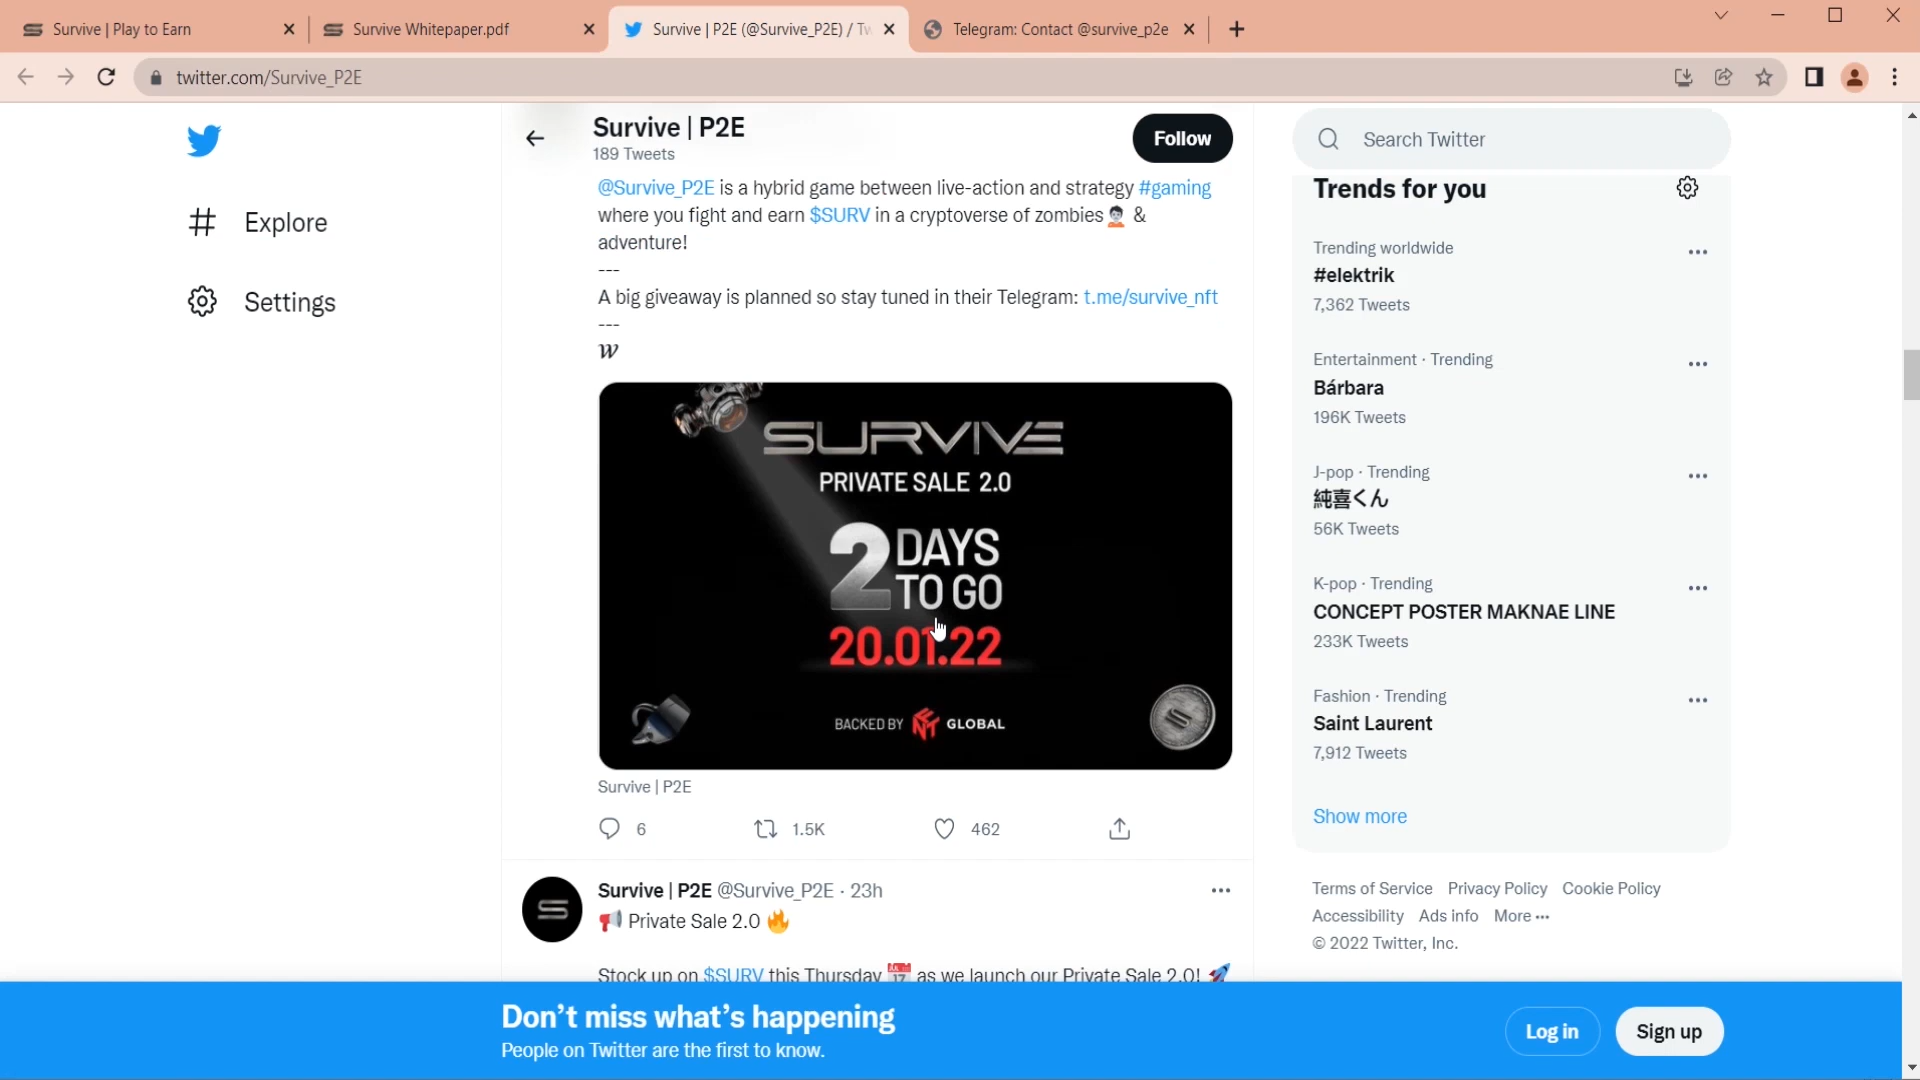 Survive | Play to Earn
Survive Whitepaper.pdf
Survive | P2E (@Survive_P2E) / Tw
Telegram: Contact @survive_p2e
twitter.com/Survive_P2E
Explore
Settings
Survive | P2E
189 Tweets
Follow
@Survive_P2E is a hybrid game between live-action and strategy #gaming
where you fight and earn $SURV in a cryptoverse of zombies🧟 &
adventure!
---
A big giveaway is planned so stay tuned in their Telegram: t.me/survive_nft
---
𝒲
SURVIVE
PRIVATE SALE 2.0
2 DAYS
TO GO
20.01.22
BACKED BY NFT GLOBAL
Survive | P2E
6
1.5K
462
Survive | P2E @Survive_P2E · 23h
📢 Private Sale 2.0 🔥
Stock up on $SURV this Thursday 📅 as we launch our Private Sale 2.0! 🚀
Search Twitter
Trends for you
Trending worldwide
#elektrik
7,362 Tweets
Entertainment · Trending
Bárbara
196K Tweets
J-pop · Trending
純喜くん
56K Tweets
K-pop · Trending
CONCEPT POSTER MAKNAE LINE
233K Tweets
Fashion · Trending
Saint Laurent
7,912 Tweets
Show more
Terms of Service Privacy Policy Cookie Policy
Accessibility Ads info More ···
© 2022 Twitter, Inc.
Don't miss what's happening
People on Twitter are the first to know.
Log in
Sign up